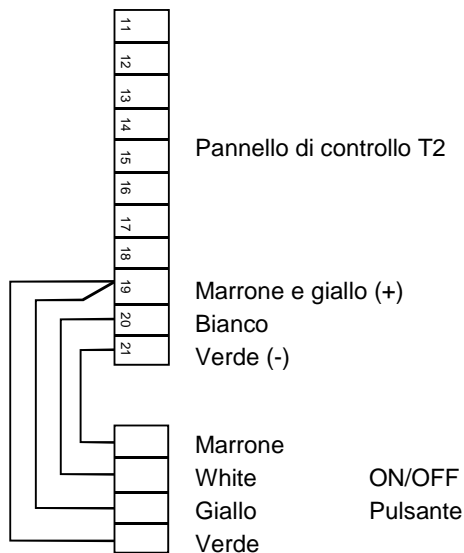 11
12
13
14
15
Pannello di controllo T2
16
17
18
19
Marrone e giallo (+)
20
Bianco
21
Verde (-)
Marrone
White ON/OFF
Giallo Pulsante
Verde